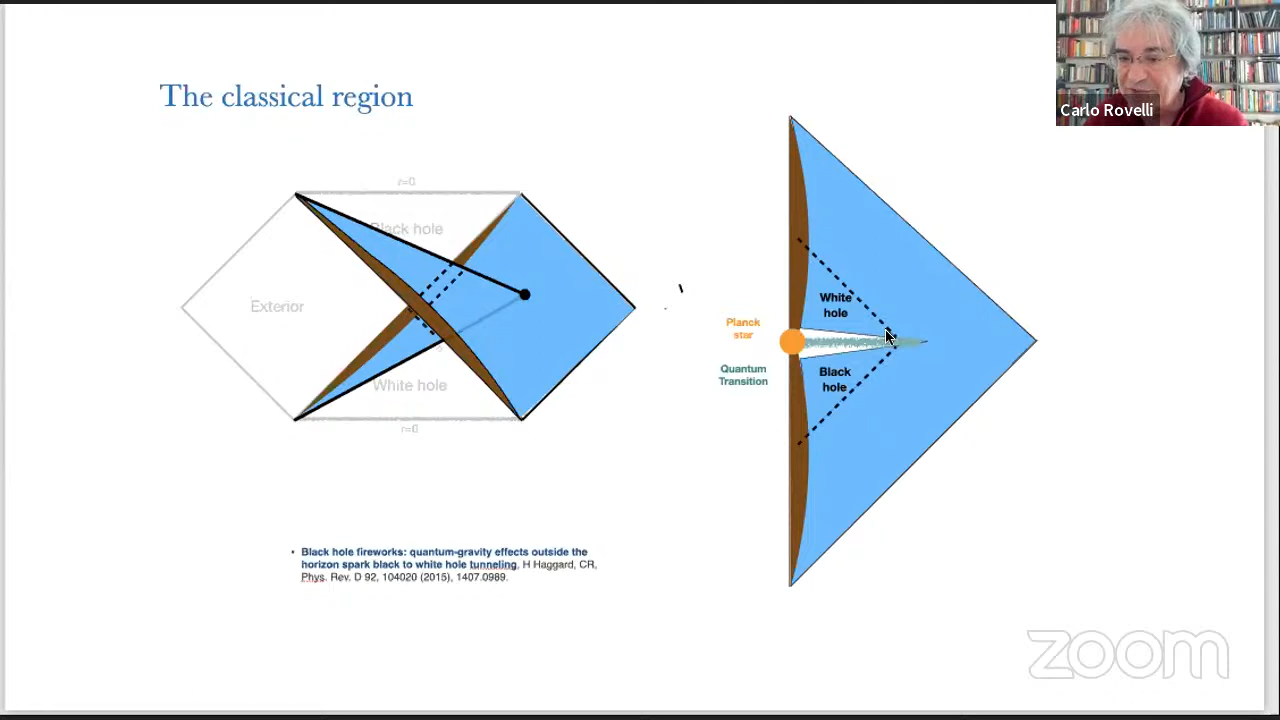 Carlo Rovelli
The classical region
r=0
Black hole
Exterior
White hole
r=0
White
hole
Planck
star
Quantum
Transition
Black
hole
• Black hole fireworks: quantum-gravity effects outside the
horizon spark black to white hole tunneling, H Haggard, CR,
Phys. Rev. D 92, 104020 (2015), 1407.0989.
zoom